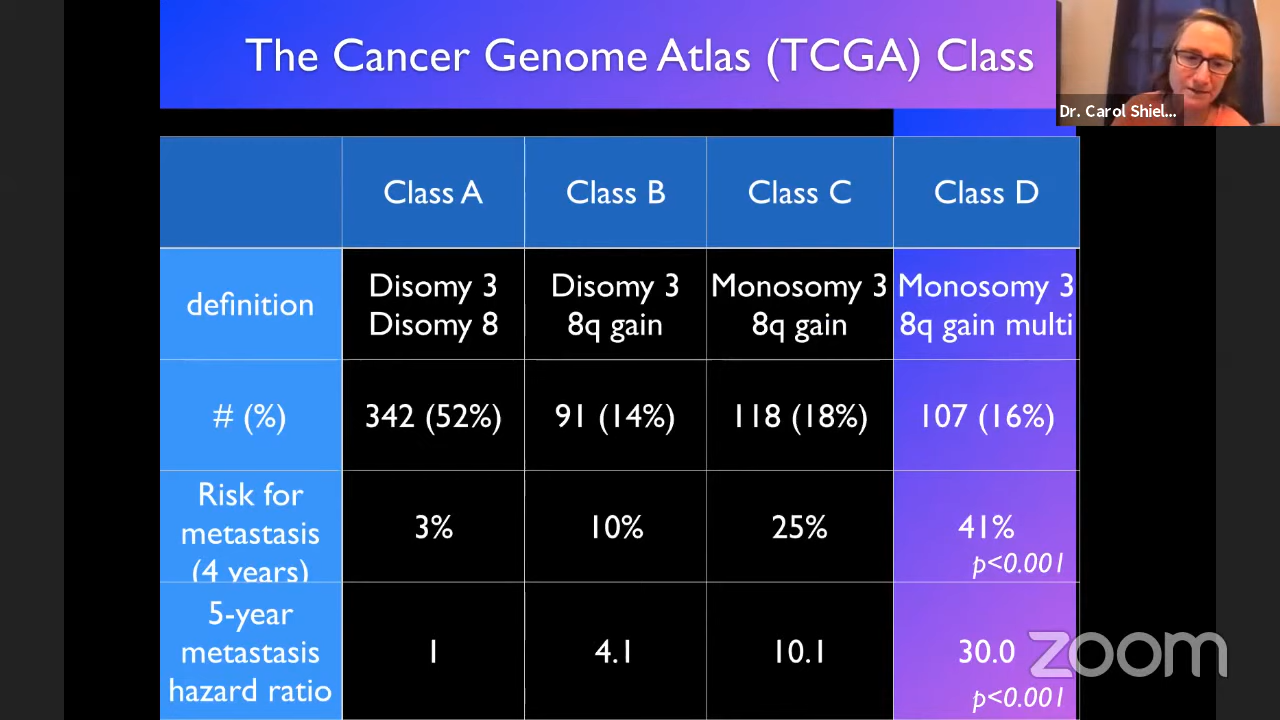 The Cancer Genome Atlas (TCGA) Class
Dr. Carol Shiel...
Class A Class B Class C Class D
definition
Disomy 3
Disomy 8
Disomy 3
8q gain
Monosomy 3
8q gain
Monosomy 3
8q gain multi
# (%) 342 (52%) 91 (14%) 118 (18%) 107 (16%)
Risk for
metastasis
(4 years)
3% 10% 25% 41%
p<0.001
5-year
metastasis
hazard ratio
1 4.1 10.1 30.0
p<0.001
zoom